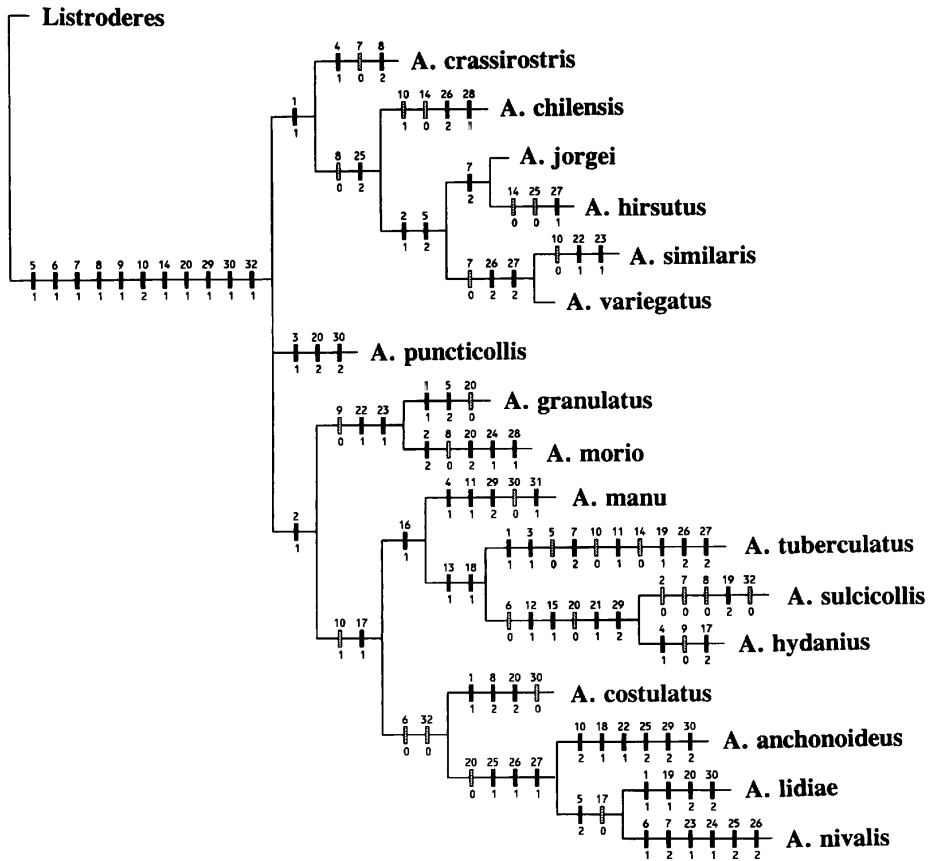 Listroderes
4 7 8
1 0 2
A. crassirostris
1
1
10 14 26 28
1 0 2 1
A. chilensis
8 25
0 2
A. jorgei
7
2
14 25 27
0 0 1
A. hirsutus
2 5
1 2
10 22 23
0 1 1
A. similaris
7 26 27
0 2 2
A. variegatus
5 6 7 8 9 10 14 20 29 30 32
1 1 1 1 1 2 1 1 1 1 1
3 20 30
1 2 2
A. puncticollis
1 5 20
1 2 0
A. granulatus
9 22 23
0 1 1
2 8 20 24 28
2 0 2 1 1
A. morio
4 11 29 30 31
1 1 2 0 1
A. manu
2
1
16
1
1 3 5 7 10 11 14 19 26 27
1 1 0 2 0 1 0 1 2 2
A. tuberculatus
13 18
1 1
2 7 8 19 32
0 0 0 2 0
A. sulcicollis
6 12 15 20 21 29
0 1 1 0 1 2
10 17
1 1
4 9 17
1 0 2
A. hydanius
1 8 20 30
1 2 2 0
A. costulatus
6 32
0 0
10 18 22 25 29 30
2 1 1 2 2 2
A. anchonoideus
20 25 26 27
0 1 1 1
1 19 20 30
1 1 2 2
A. lidiae
5 17
2 0
6 7 23 24 25 26
1 2 1 1 2 2
A. nivalis